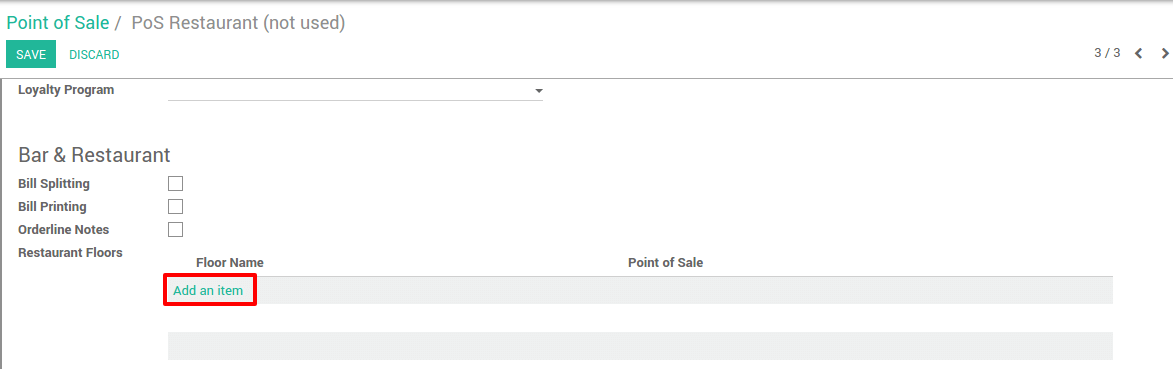 Point of Sale / PoS Restaurant (not used)
SAVE DISCARD 3 / 3
Loyalty Program
Bar & Restaurant
Bill Splitting
Bill Printing
Orderline Notes
Restaurant Floors
Floor Name Point of Sale
Add an item